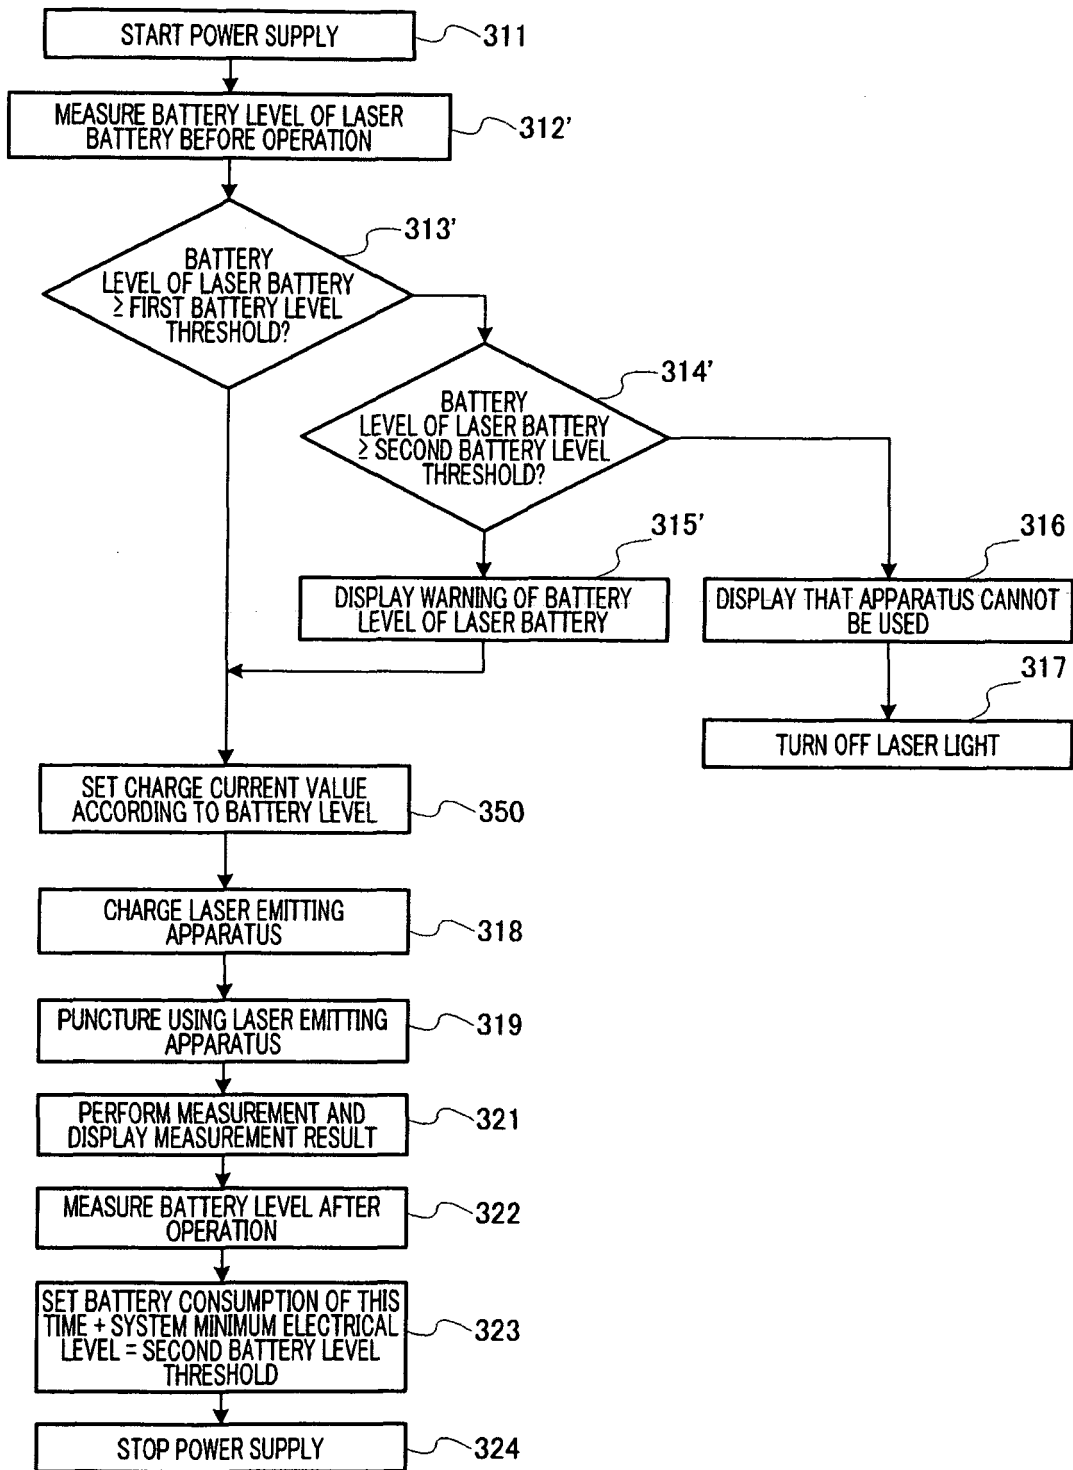 START POWER SUPPLY
311
MEASURE BATTERY LEVEL OF LASER
BATTERY BEFORE OPERATION
312'
313'
BATTERY
LEVEL OF LASER BATTERY
≥ FIRST BATTERY LEVEL
THRESHOLD?
314'
BATTERY
LEVEL OF LASER BATTERY
≥ SECOND BATTERY LEVEL
THRESHOLD?
315'
DISPLAY WARNING OF BATTERY
LEVEL OF LASER BATTERY
316
DISPLAY THAT APPARATUS CANNOT
BE USED
317
TURN OFF LASER LIGHT
SET CHARGE CURRENT VALUE
ACCORDING TO BATTERY LEVEL
350
CHARGE LASER EMITTING
APPARATUS
318
PUNCTURE USING LASER EMITTING
APPARATUS
319
PERFORM MEASUREMENT AND
DISPLAY MEASUREMENT RESULT
321
MEASURE BATTERY LEVEL AFTER
OPERATION
322
SET BATTERY CONSUMPTION OF THIS
TIME + SYSTEM MINIMUM ELECTRICAL
LEVEL = SECOND BATTERY LEVEL
THRESHOLD
323
STOP POWER SUPPLY
324